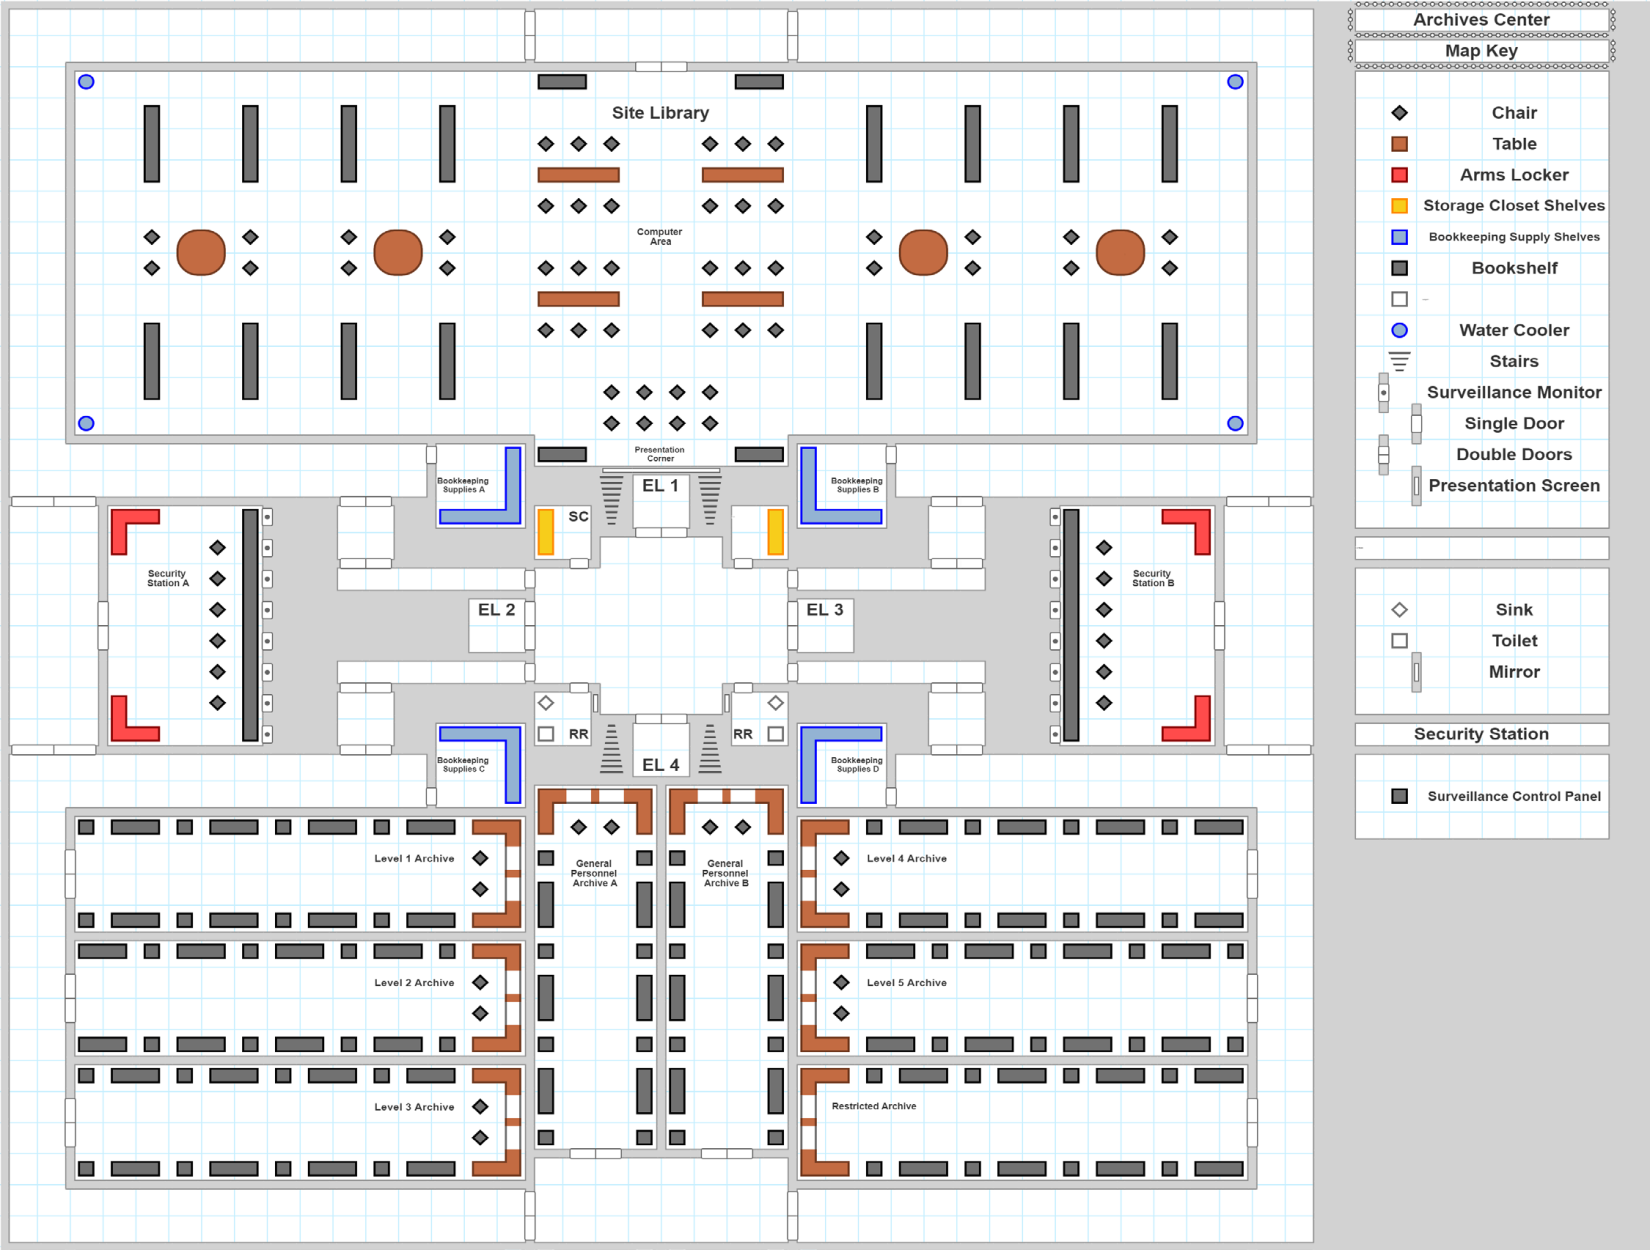 Archives Center
Map Key
Site Library
Chair
Table
Arms Locker
Storage Closet Shelves
Computer
Area
Bookkeeping Supply Shelves
Bookshelf
Water Cooler
Stairs
Surveillance Monitor
Single Door
Presentation
Corner
Double Doors
Bookkeeping
Supplies A
EL 1
Bookkeeping
Supplies B
Presentation Screen
SC
Security
Station A
Security
Station B
EL 2
EL 3
Sink
Toilet
Mirror
RR
RR
Security Station
Bookkeeping
Supplies C
EL 4
Bookkeeping
Supplies D
Surveillance Control Panel
Level 1 Archive
General
Personnel
Archive A
General
Personnel
Archive B
Level 4 Archive
Level 2 Archive
Level 5 Archive
Level 3 Archive
Restricted Archive